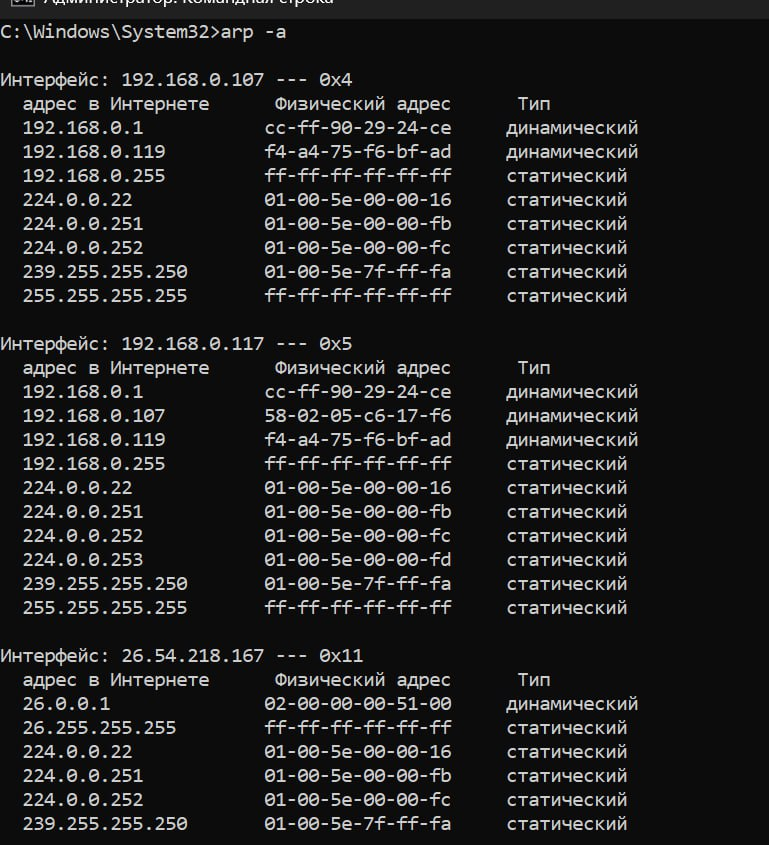 Администратор: Командная строка
C:\Windows\System32>arp -a
Интерфейс: 192.168.0.107 --- 0x4
адрес в Интернете Физический адрес Тип
192.168.0.1 cc-ff-90-29-24-ce динамический
192.168.0.119 f4-a4-75-f6-bf-ad динамический
192.168.0.255 ff-ff-ff-ff-ff-ff статический
224.0.0.22 01-00-5e-00-00-16 статический
224.0.0.251 01-00-5e-00-00-fb статический
224.0.0.252 01-00-5e-00-00-fc статический
239.255.255.250 01-00-5e-7f-ff-fa статический
255.255.255.255 ff-ff-ff-ff-ff-ff статический
Интерфейс: 192.168.0.117 --- 0x5
адрес в Интернете Физический адрес Тип
192.168.0.1 cc-ff-90-29-24-ce динамический
192.168.0.107 58-02-05-c6-17-f6 динамический
192.168.0.119 f4-a4-75-f6-bf-ad динамический
192.168.0.255 ff-ff-ff-ff-ff-ff статический
224.0.0.22 01-00-5e-00-00-16 статический
224.0.0.251 01-00-5e-00-00-fb статический
224.0.0.252 01-00-5e-00-00-fc статический
224.0.0.253 01-00-5e-00-00-fd статический
239.255.255.250 01-00-5e-7f-ff-fa статический
255.255.255.255 ff-ff-ff-ff-ff-ff статический
Интерфейс: 26.54.218.167 --- 0x11
адрес в Интернете Физический адрес Тип
26.0.0.1 02-00-00-00-51-00 динамический
26.255.255.255 ff-ff-ff-ff-ff-ff статический
224.0.0.22 01-00-5e-00-00-16 статический
224.0.0.251 01-00-5e-00-00-fb статический
224.0.0.252 01-00-5e-00-00-fc статический
239.255.255.250 01-00-5e-7f-ff-fa статический